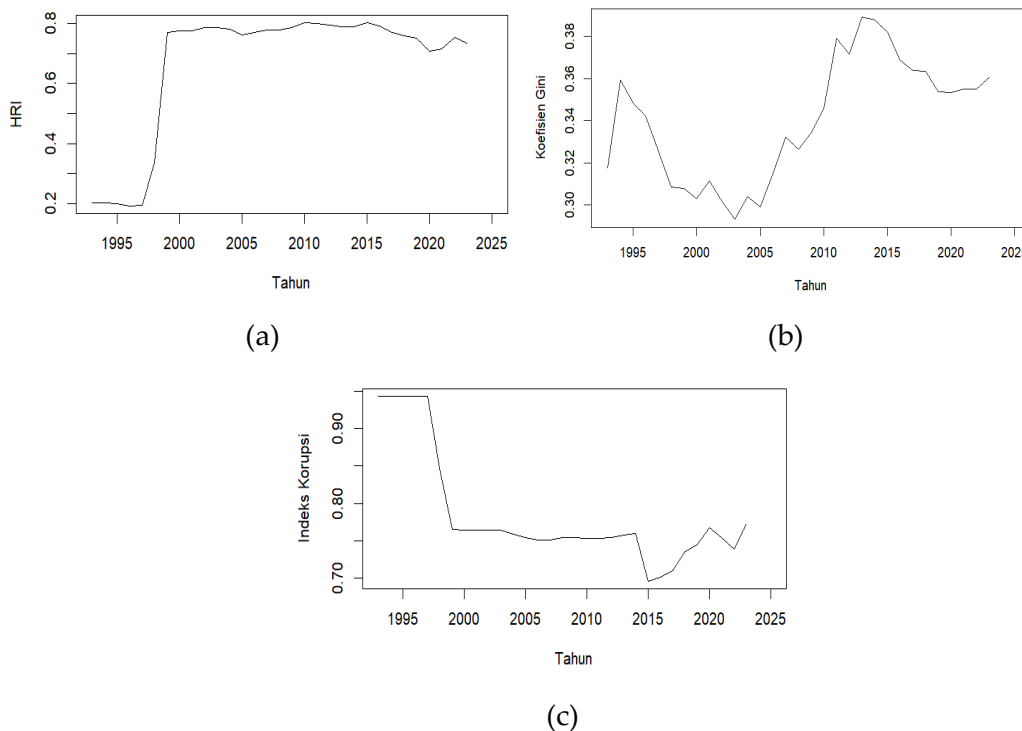 HRI
0.2 0.4 0.6 0.8
1995 2000 2005 2010 2015 2020 2025
Tahun
(a)
Koefisien Gini
0.30 0.32 0.34 0.36 0.38
1995 2000 2005 2010 2015 2020 202
Tahun
(b)
Indeks Korupsi
0.70 0.80 0.90
1995 2000 2005 2010 2015 2020 2025
Tahun
(c)